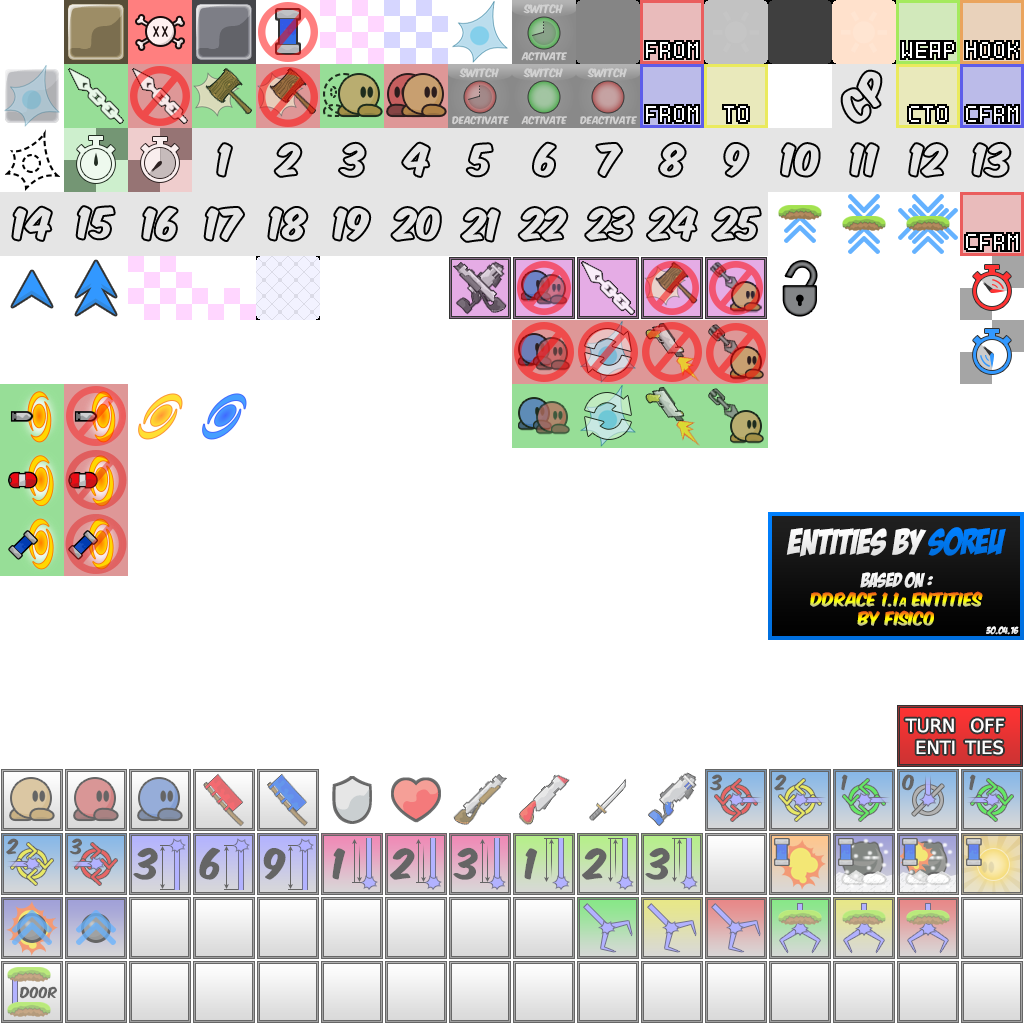 SWITCH
ACTIVATE
FROM
WEAP
HOOK
SWITCH
DEACTIVATE
SWITCH
ACTIVATE
SWITCH
DEACTIVATE
FROM
TO
CP
CTO
CFRM
1 2 3 4 5 6 7 8 9 10 11 12 13
14 15 16 17 18 19 20 21 22 23 24 25
CFRM
ENTITIES BY SOREU
BASED ON :
DDRACE 1.1A ENTITIES
BY FISICO
30.04.16
TURN OFF
ENTI TIES
3 2 1 0 1
2 3 3 6 9 1 2 3 1 2 3
DOOR